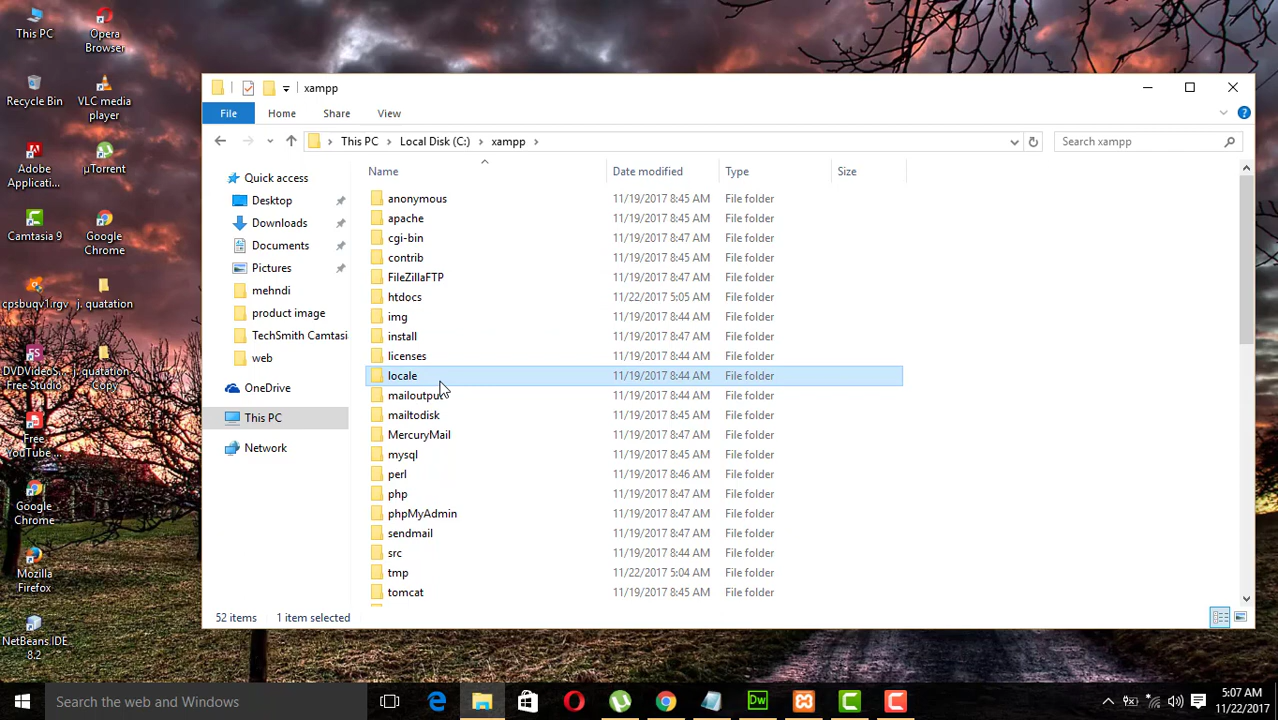 This PC
Opera
Browser
Recycle Bin
VLC media
player
Adobe
Applicati...
µTorrent
Camtasia 9
Google
Chrome
cpsbuqv1.rgv
j. quatation
DVDVideoS...
Free Studio
j. quatation -
Copy
Free
YouTube ...
Google
Chrome
Mozilla
Firefox
NetBeans IDE
8.2
xampp
File Home Share View
This PC Local Disk (C:) xampp
Search xampp
Quick access
Desktop
Downloads
Documents
Pictures
mehndi
product image
TechSmith Camtasi
web
OneDrive
This PC
Network
Name Date modified Type Size
anonymous 11/19/2017 8:45 AM File folder
apache 11/19/2017 8:45 AM File folder
cgi-bin 11/19/2017 8:47 AM File folder
contrib 11/19/2017 8:44 AM File folder
FileZillaFTP 11/19/2017 8:47 AM File folder
htdocs 11/22/2017 5:05 AM File folder
img 11/19/2017 8:44 AM File folder
install 11/19/2017 8:47 AM File folder
licenses 11/19/2017 8:44 AM File folder
locale 11/19/2017 8:44 AM File folder
mailoutput 11/19/2017 8:44 AM File folder
mailtodisk 11/19/2017 8:45 AM File folder
MercuryMail 11/19/2017 8:47 AM File folder
mysql 11/19/2017 8:45 AM File folder
perl 11/19/2017 8:46 AM File folder
php 11/19/2017 8:47 AM File folder
phpMyAdmin 11/19/2017 8:47 AM File folder
sendmail 11/19/2017 8:47 AM File folder
src 11/19/2017 8:44 AM File folder
tmp 11/22/2017 5:04 AM File folder
tomcat 11/19/2017 8:45 AM File folder
52 items 1 item selected
Search the web and Windows
Dw
5:07 AM
11/22/2017